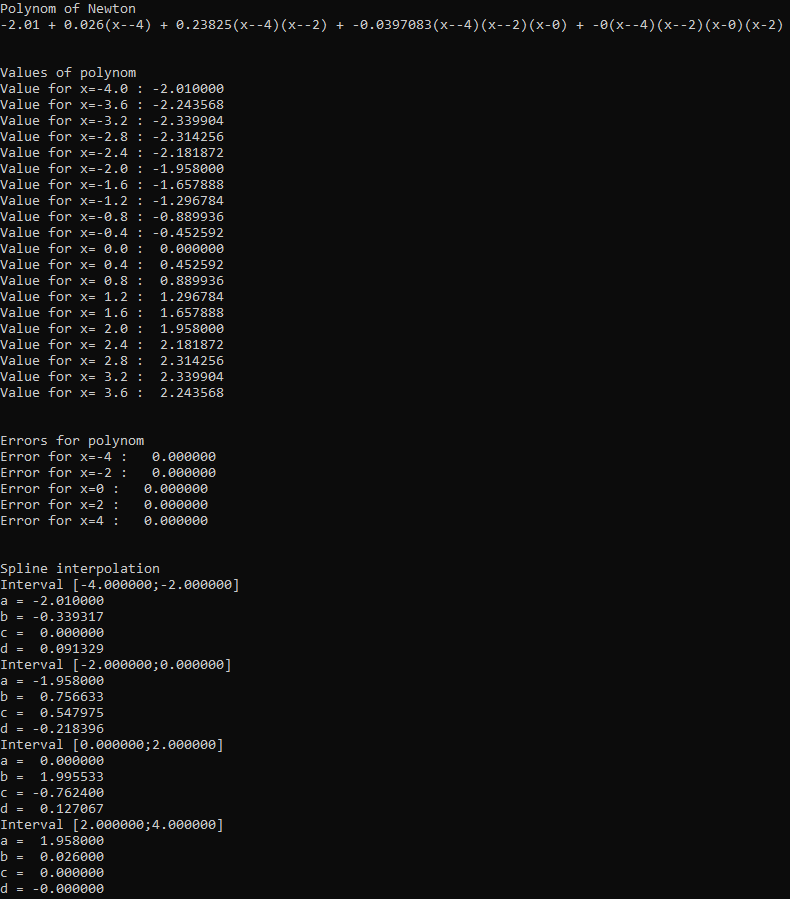 Polynom of Newton
-2.01 + 0.026(x--4) + 0.23825(x--4)(x--2) + -0.0397083(x--4)(x--2)(x-0) + -0(x--4)(x--2)(x-0)(x-2)
Values of polynom
Value for x=-4.0 : -2.010000
Value for x=-3.6 : -2.243568
Value for x=-3.2 : -2.339904
Value for x=-2.8 : -2.314256
Value for x=-2.4 : -2.181872
Value for x=-2.0 : -1.958000
Value for x=-1.6 : -1.657888
Value for x=-1.2 : -1.296784
Value for x=-0.8 : -0.889936
Value for x=-0.4 : -0.452592
Value for x= 0.0 :  0.000000
Value for x= 0.4 :  0.452592
Value for x= 0.8 :  0.889936
Value for x= 1.2 :  1.296784
Value for x= 1.6 :  1.657888
Value for x= 2.0 :  1.958000
Value for x= 2.4 :  2.181872
Value for x= 2.8 :  2.314256
Value for x= 3.2 :  2.339904
Value for x= 3.6 :  2.243568
Errors for polynom
Error for x=-4 :   0.000000
Error for x=-2 :   0.000000
Error for x=0 :   0.000000
Error for x=2 :   0.000000
Error for x=4 :   0.000000
Spline interpolation
Interval [-4.000000;-2.000000]
a = -2.010000
b = -0.339317
c =  0.000000
d =  0.091329
Interval [-2.000000;0.000000]
a = -1.958000
b =  0.756633
c =  0.547975
d = -0.218396
Interval [0.000000;2.000000]
a =  0.000000
b =  1.995533
c = -0.762400
d =  0.127067
Interval [2.000000;4.000000]
a =  1.958000
b =  0.026000
c =  0.000000
d = -0.000000